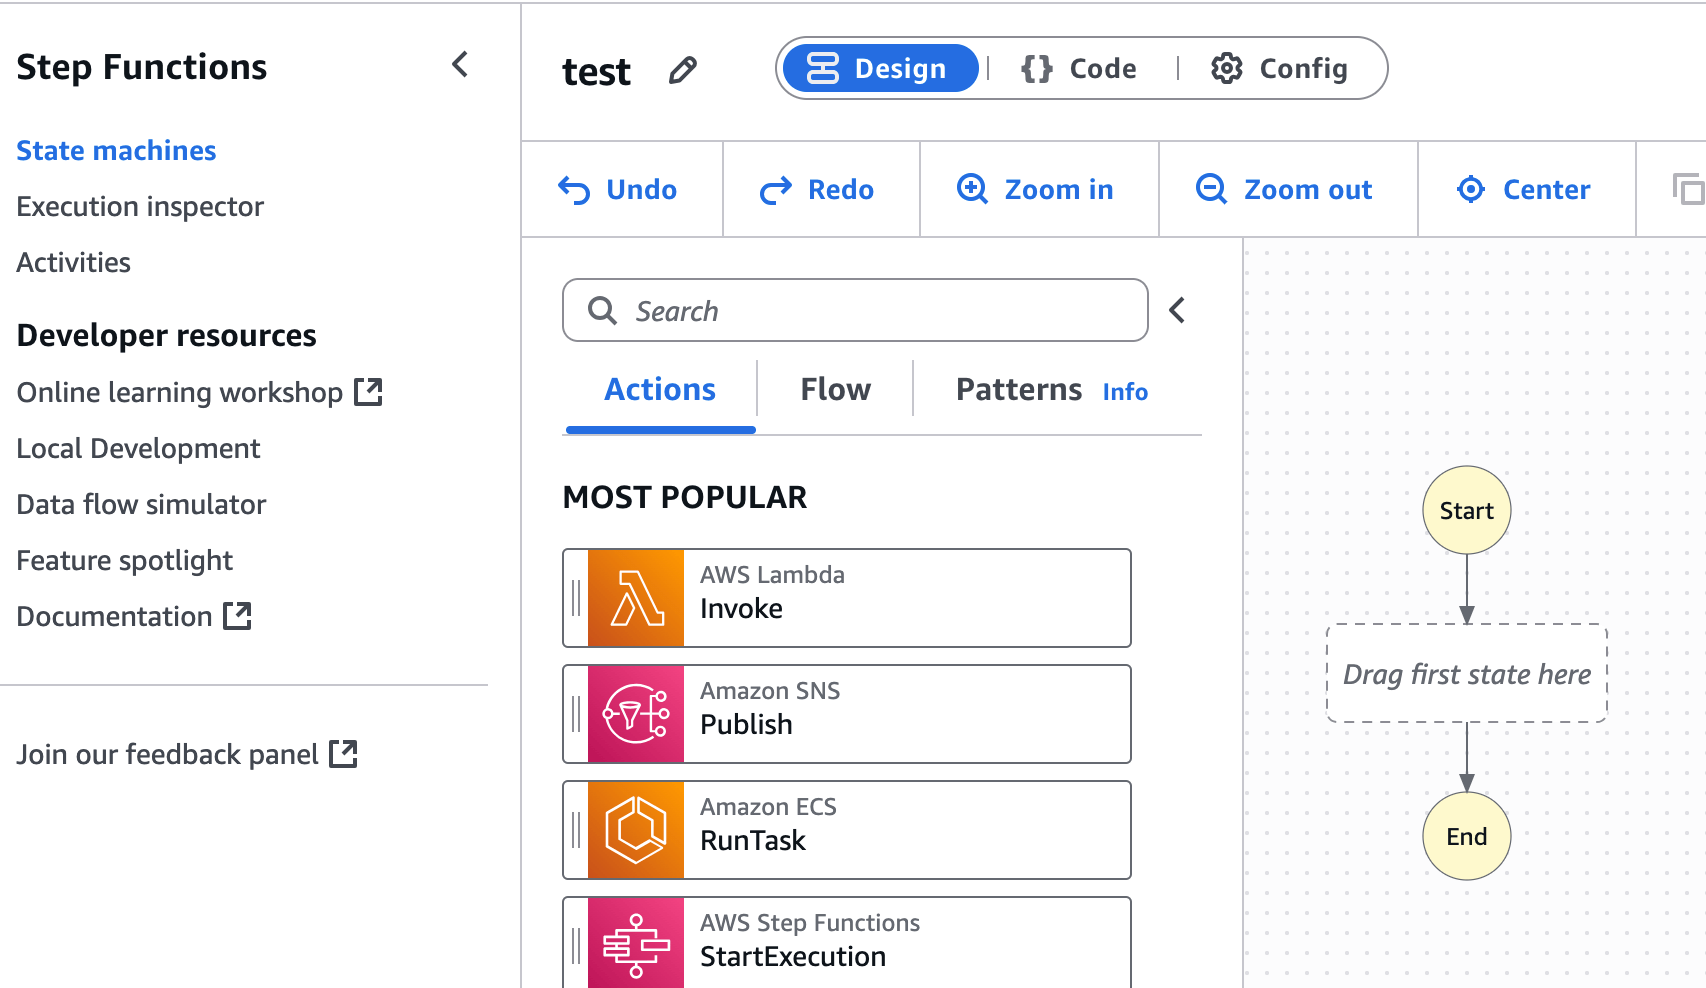 Step Functions
State machines
Execution inspector
Activities
Developer resources
Online learning workshop
Local Development
Data flow simulator
Feature spotlight
Documentation
Join our feedback panel
test
Design
{} Code
Config
Undo
Redo
Zoom in
Zoom out
Center
Search
Actions
Flow
Patterns Info
MOST POPULAR
AWS Lambda
Invoke
Amazon SNS
Publish
Amazon ECS
RunTask
AWS Step Functions
StartExecution
Start
Drag first state here
End